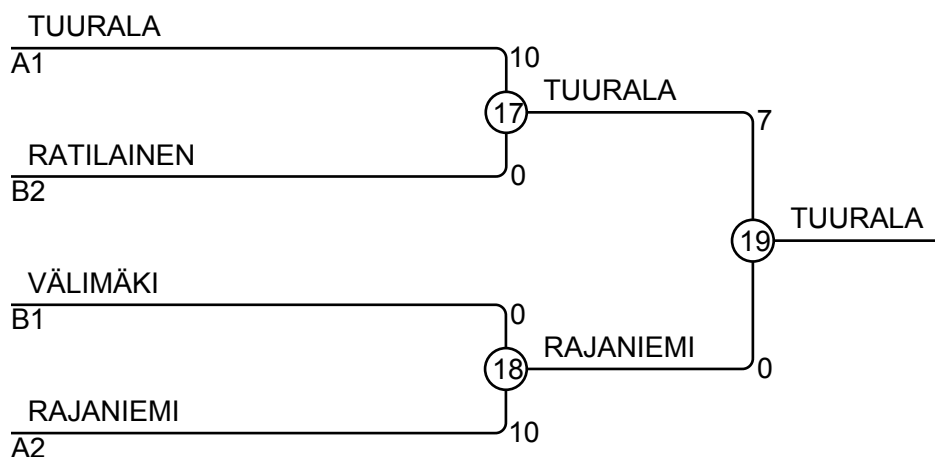 TUURALA
A1
10
17
TUURALA
7
RATILAINEN
B2
0
19
TUURALA
VÄLIMÄKI
B1
0
18
RAJANIEMI
0
RAJANIEMI
A2
10